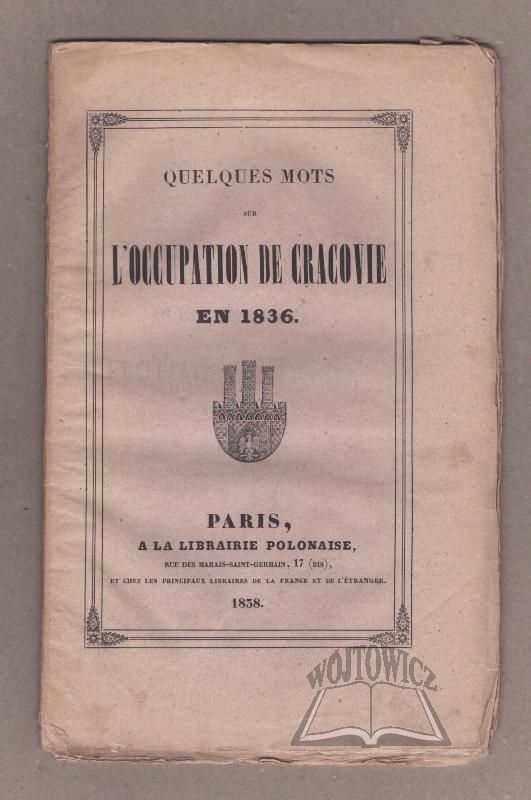 QUELQUES MOTS
SUR
L'OCCUPATION DE CRACOVIE
EN 1836.
PARIS,
A LA LIBRAIRIE POLONAISE,
RUE DES MARAIS-SAINT-GERMAIN, 17 (BIS),
ET CHEZ LES PRINCIPAUX LIBRAIRES DE LA FRANCE ET DE L'ÉTRANGER.
1838.
WÓJTOWICZ